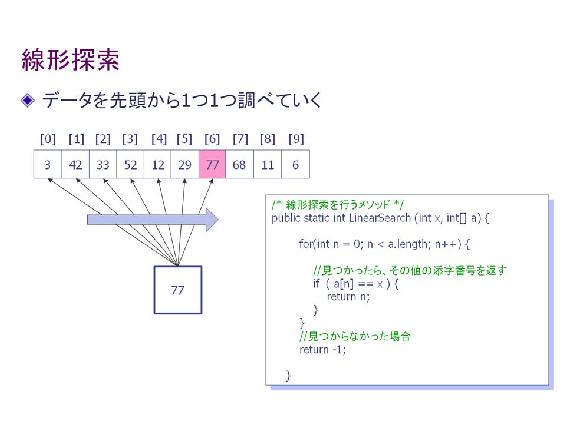 線形探索
データを先頭から1つ1つ調べていく
[0] [1] [2] [3] [4] [5] [6] [7] [8] [9]
3 42 33 52 12 29 77 68 11 6
77
/* 線形探索を行うメソッド */
public static int LinearSearch (int x, int[] a) {
for(int n = 0; n < a.length; n++) {
//見つかったら、その値の添字番号を返す
if ( a[n] == x ) {
return n;
}
}
//見つからなかった場合
return -1;
}